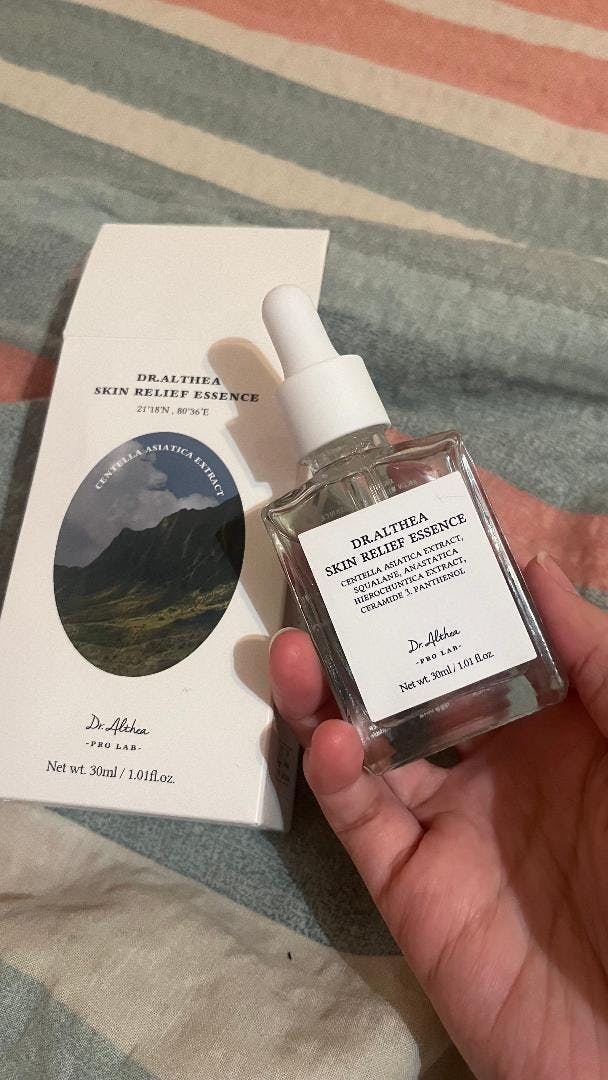 DR.ALTHEA
SKIN RELIEF ESSENCE
21°18'N , 80°36'E
CENTELLA ASIATICA EXTRACT
Dr. Althea
-PRO LAB-
Net wt. 30ml / 1.01fl.oz.
DR.ALTHEA
SKIN RELIEF ESSENCE
CENTELLA ASIATICA EXTRACT,
SQUALANE, ANASTATICA
HIEROCHUNTICA EXTRACT,
CERAMIDE 3, PANTHENOL
Dr. Althea
-PRO LAB-
Net wt. 30ml / 1.01 fl.oz